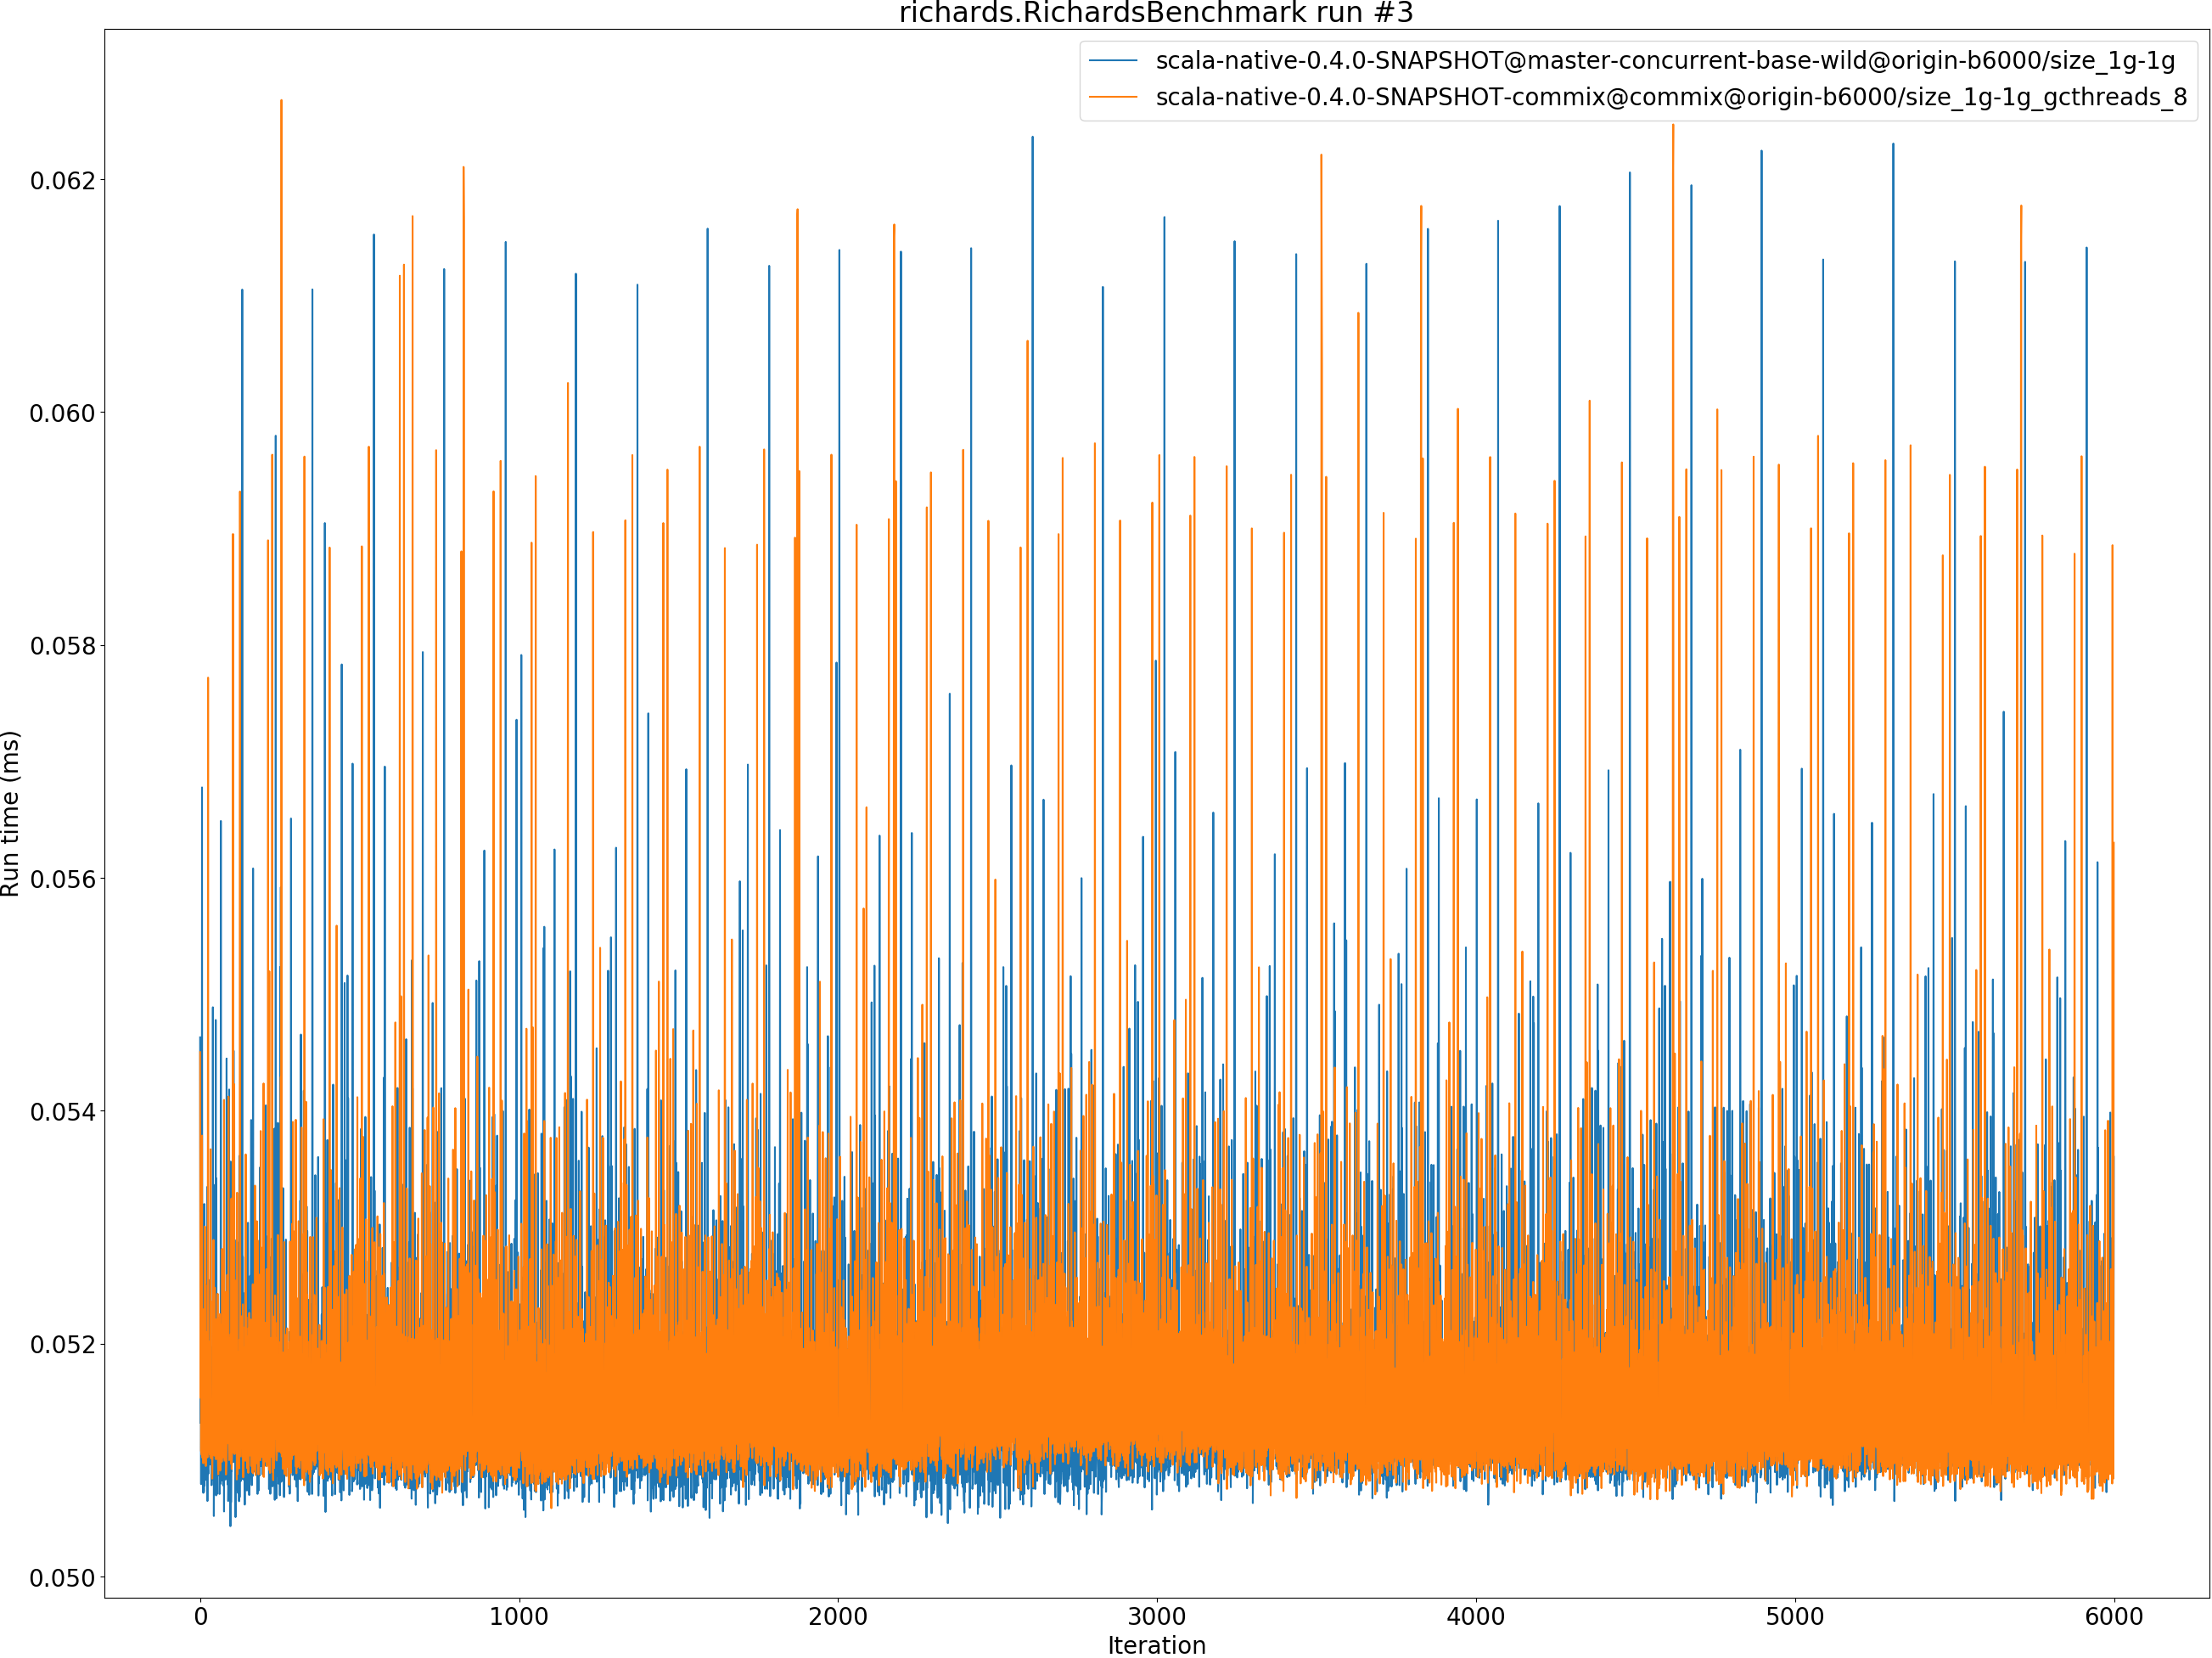 richards.RichardsBenchmark run #3
scala-native-0.4.0-SNAPSHOT@master-concurrent-base-wild@origin-b6000/size_1g-1g
scala-native-0.4.0-SNAPSHOT-commix@commix@origin-b6000/size_1g-1g_gcthreads_8
Run time (ms)
0.062
0.060
0.058
0.056
0.054
0.052
0.050
0 1000 2000 3000 4000 5000 6000
Iteration